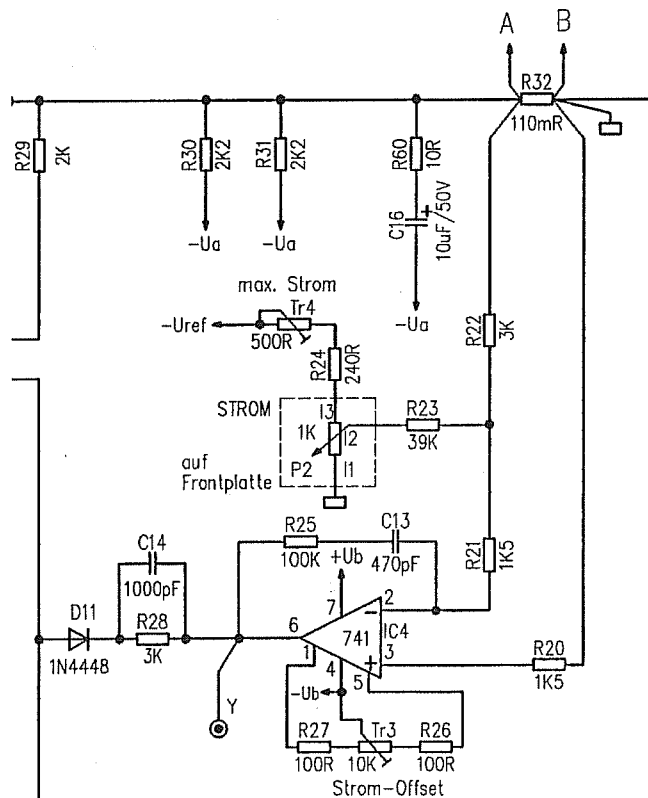 A
B
R32
110mR
R29
2K
R30
2K2
R31
2K2
R60
10R
-Ua
-Ua
C16
+
10uF/50V
-Ua
max. Strom
Tr4
-Uref
500R
R24
240R
R22
3K
STROM
I3
1K
I2
P2
I1
auf
Frontplatte
R23
39K
R25
100K
C13
470pF
+Ub
R21
1K5
C14
1000pF
D11
1N4448
R28
3K
6
7
2
-
741
IC4
1
4
3
+
5
-Ub
R20
1K5
Y
R27
100R
Tr3
10K
R26
100R
Strom-Offset